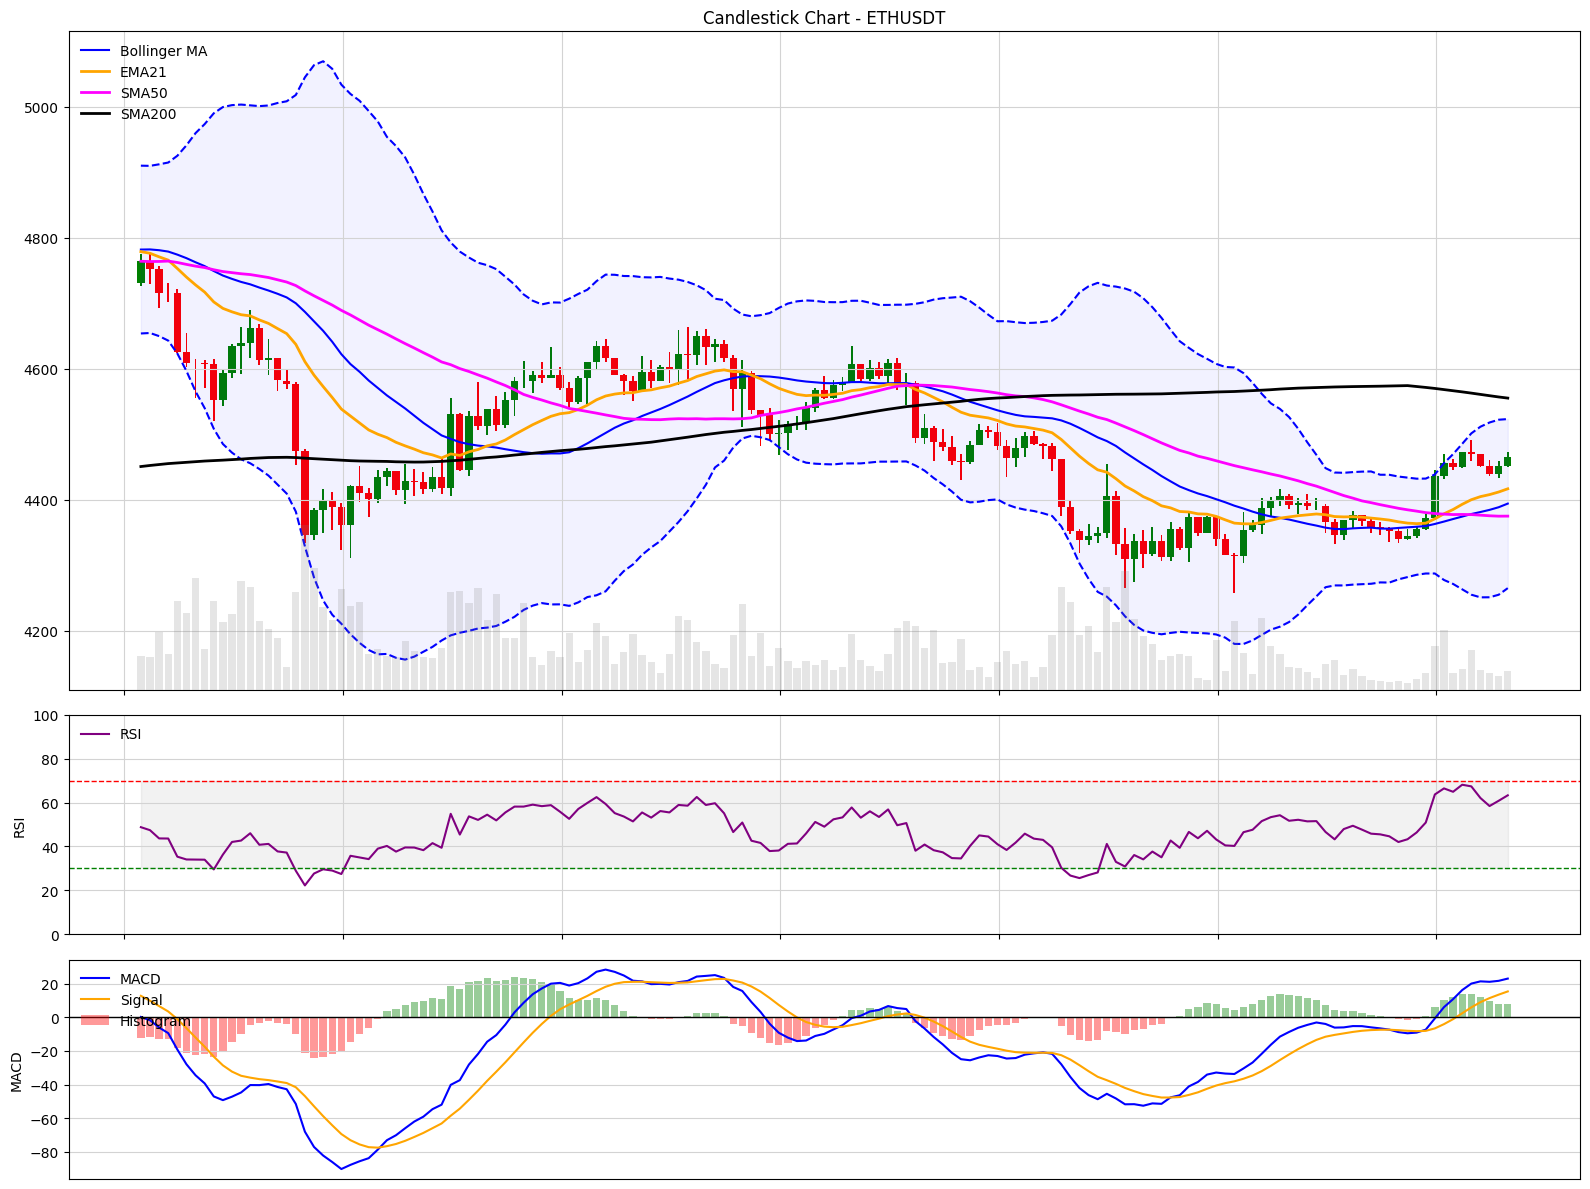 Candlestick Chart - ETHUSDT
Bollinger MA
EMA21
SMA50
SMA200
5000
4800
4600
4400
4200
RSI
100
80
60
40
20
0
RSI
MACD
Signal
Histogram
20
0
−20
−40
−60
−80
MACD